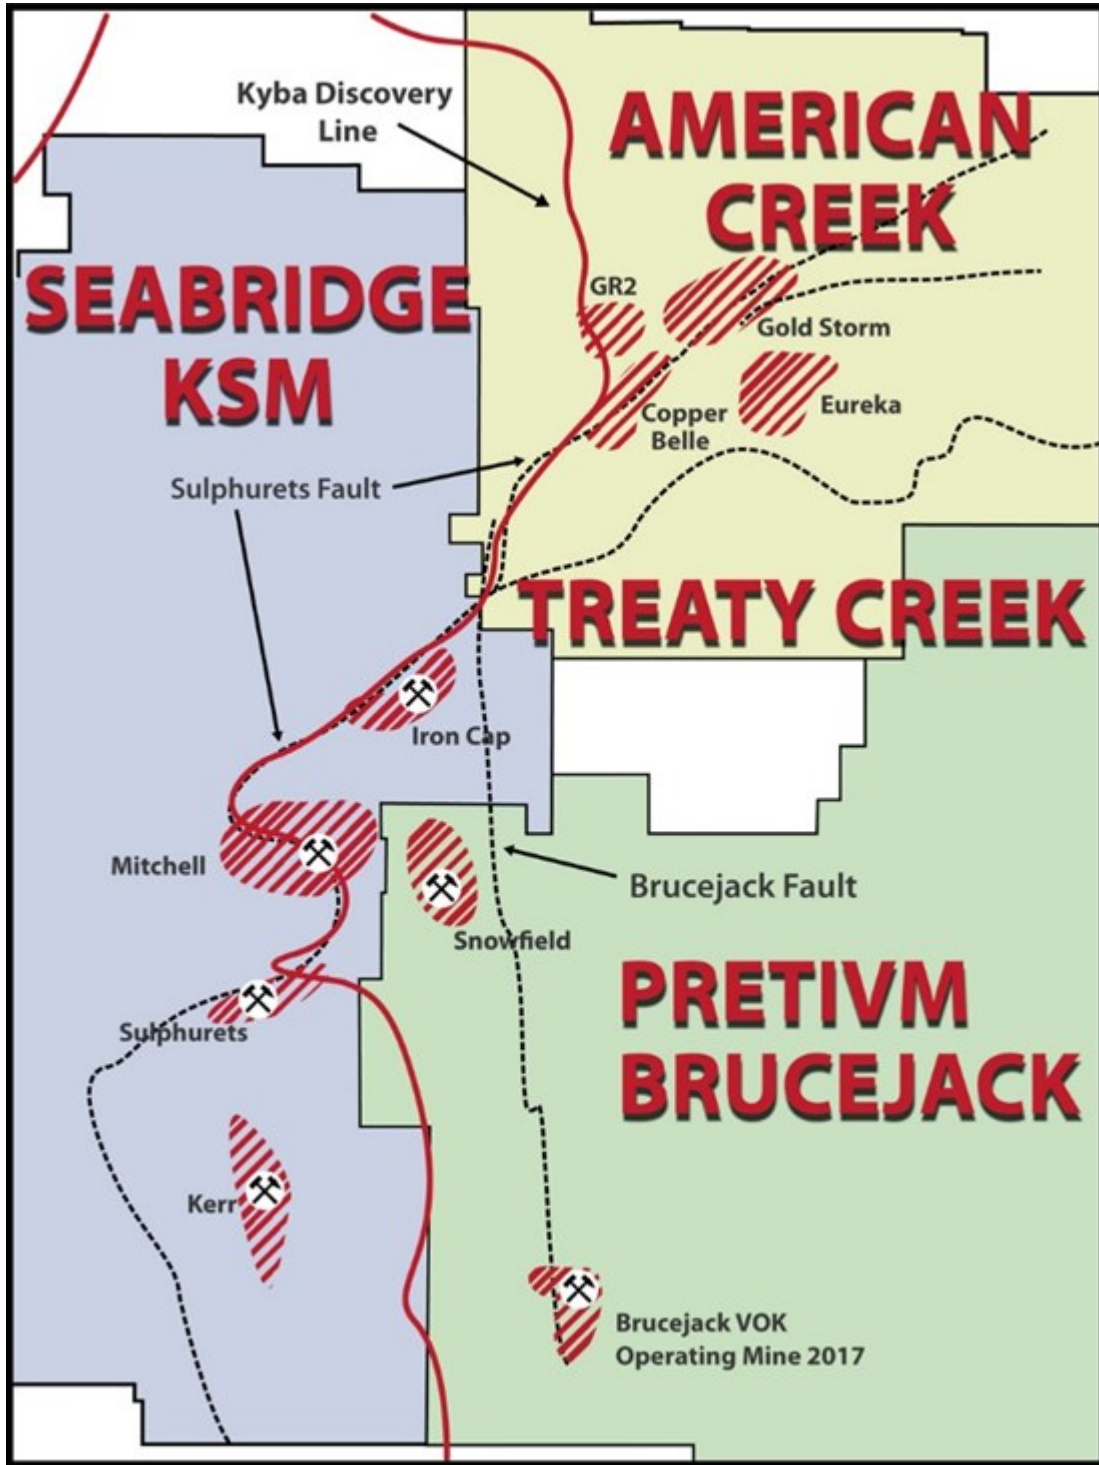 Kyba Discovery
Line
AMERICAN
CREEK
SEABRIDGE
KSM
GR2
Gold Storm
Eureka
Copper
Belle
Sulphurets Fault
TREATY CREEK
Iron Cap
Mitchell
Brucejack Fault
Snowfield
PRETIVM
BRUCEJACK
Sulphurets
Kerr
Brucejack VOK
Operating Mine 2017